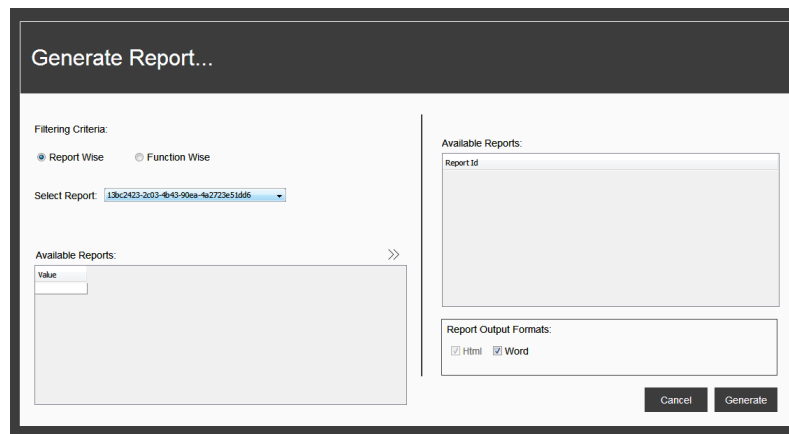 Generate Report...
Filtering Criteria:
Report Wise
Function Wise
Select Report:
13bc2423-2c03-4b43-90ea-4a2723e51dd6
Available Reports:
Value
Available Reports:
Report Id
Report Output Formats:
Html
Word
Cancel
Generate